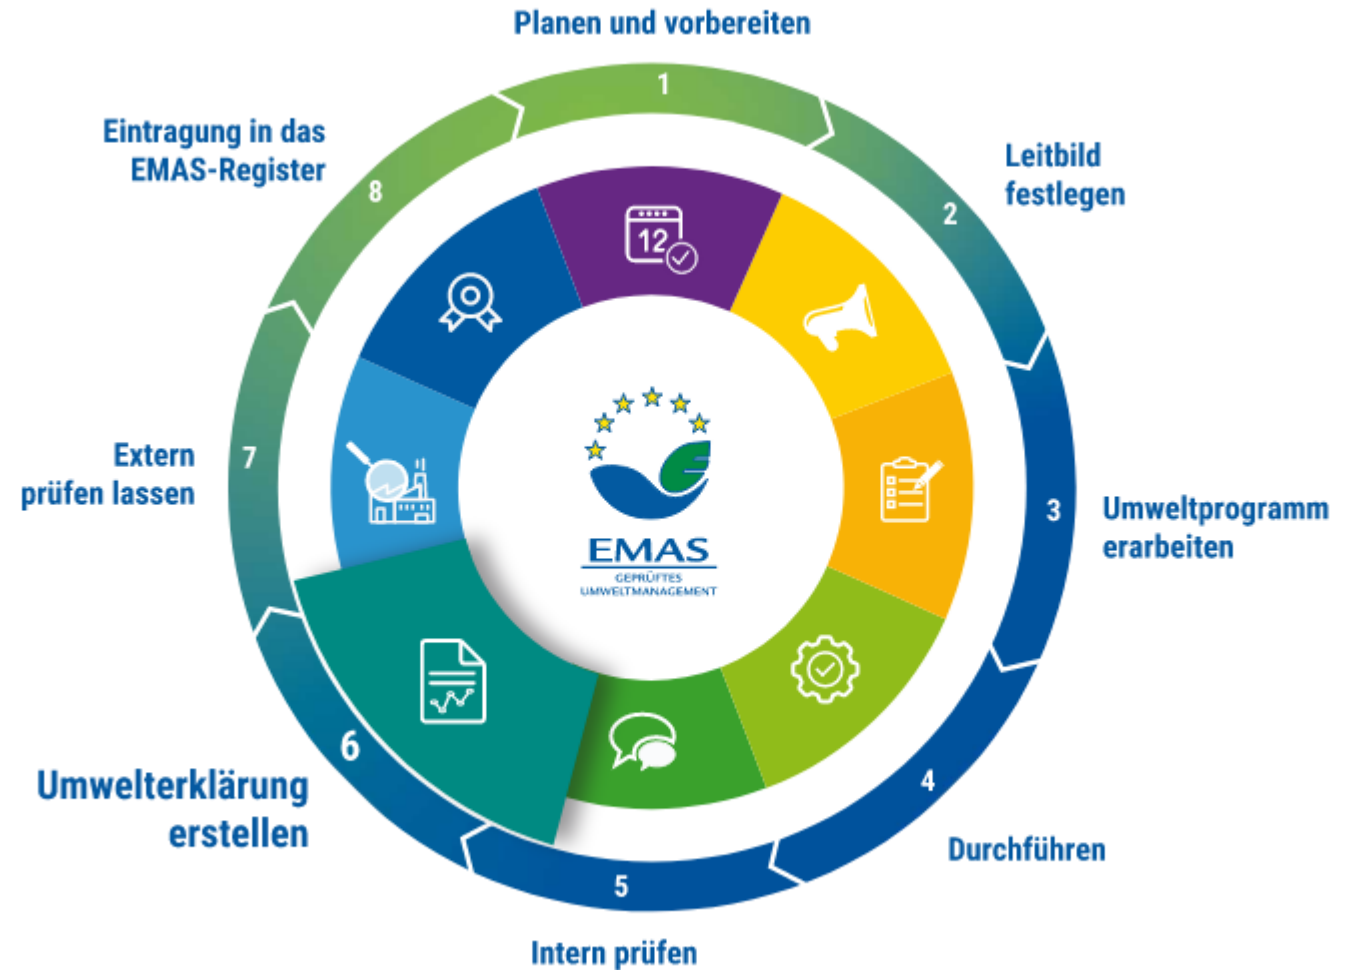 Planen und vorbereiten
1
Eintragung in das
EMAS-Register
8
Leitbild
festlegen
2
12
Extern
prüfen lassen
7
3
Umweltprogramm
erarbeiten
EMAS
GEPRÜFTES
UMWELTMANAGEMENT
6
Umwelterklärung
erstellen
4
Durchführen
5
Intern prüfen